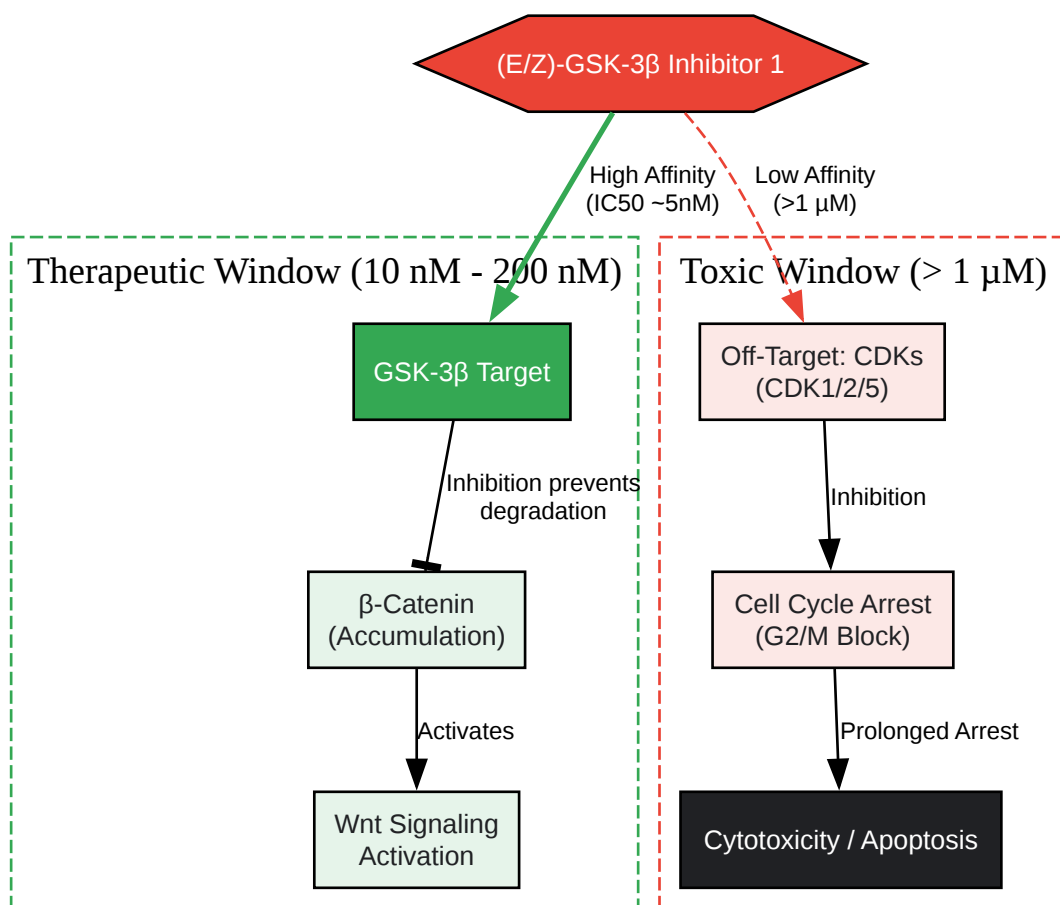 (E/Z)-GSK-3β Inhibitor 1
High Affinity
(IC50 ~5nM)
Low Affinity
(>1 µM)
Therapeutic Window (10 nM - 200 nM)
Toxic Window (> 1 µM)
GSK-3β Target
Off-Target: CDKs
(CDK1/2/5)
Inhibition prevents
degradation
Inhibition
β-Catenin
(Accumulation)
Cell Cycle Arrest
(G2/M Block)
Activates
Prolonged Arrest
Wnt Signaling
Activation
Cytotoxicity / Apoptosis